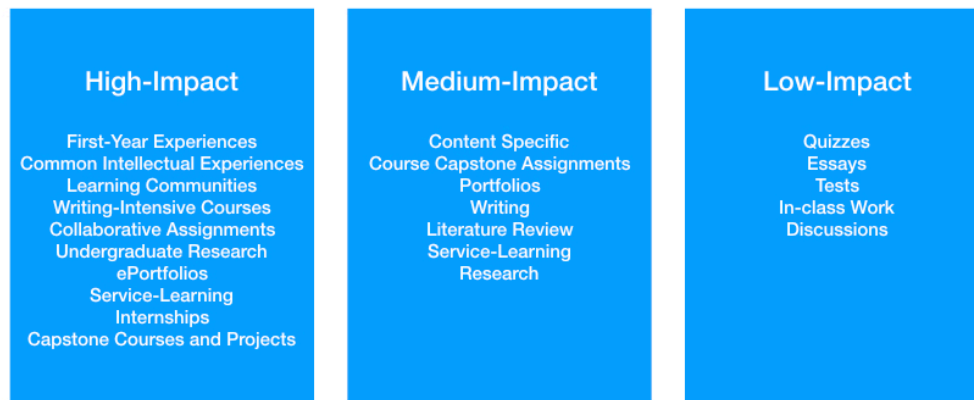 High-Impact
First-Year Experiences
Common Intellectual Experiences
Learning Communities
Writing-Intensive Courses
Collaborative Assignments
Undergraduate Research
ePortfolios
Service-Learning
Internships
Capstone Courses and Projects
Medium-Impact
Content Specific
Course Capstone Assignments
Portfolios
Writing
Literature Review
Service-Learning
Research
Low-Impact
Quizzes
Essays
Tests
In-class Work
Discussions